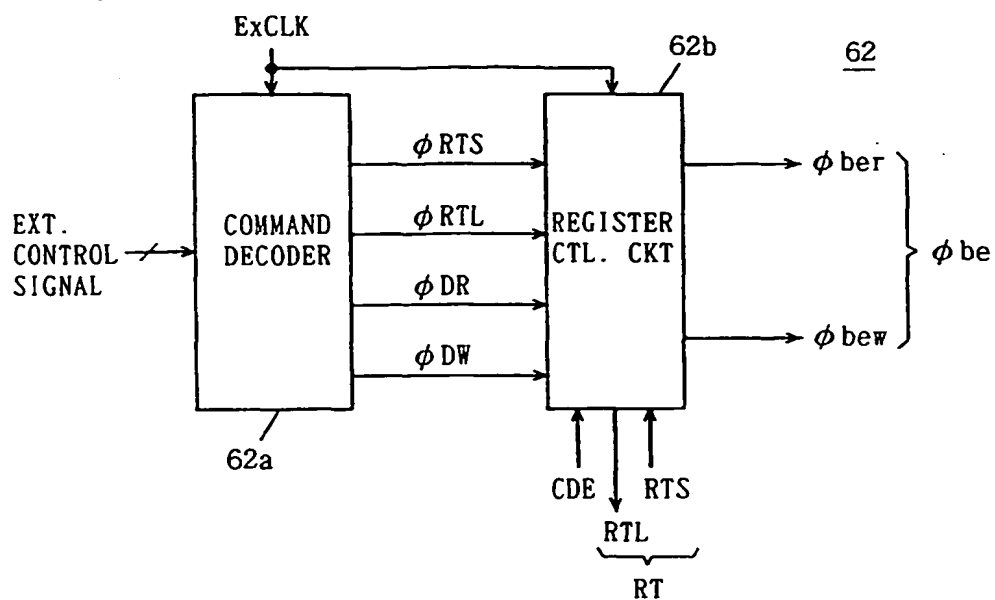 ExCLK
62b
62
φRTS
φber
φRTL
EXT.
CONTROL
SIGNAL
COMMAND
DECODER
REGISTER
CTL. CKT
φbe
φDR
φbew
φDW
62a
CDE
RTS
RTL
RT